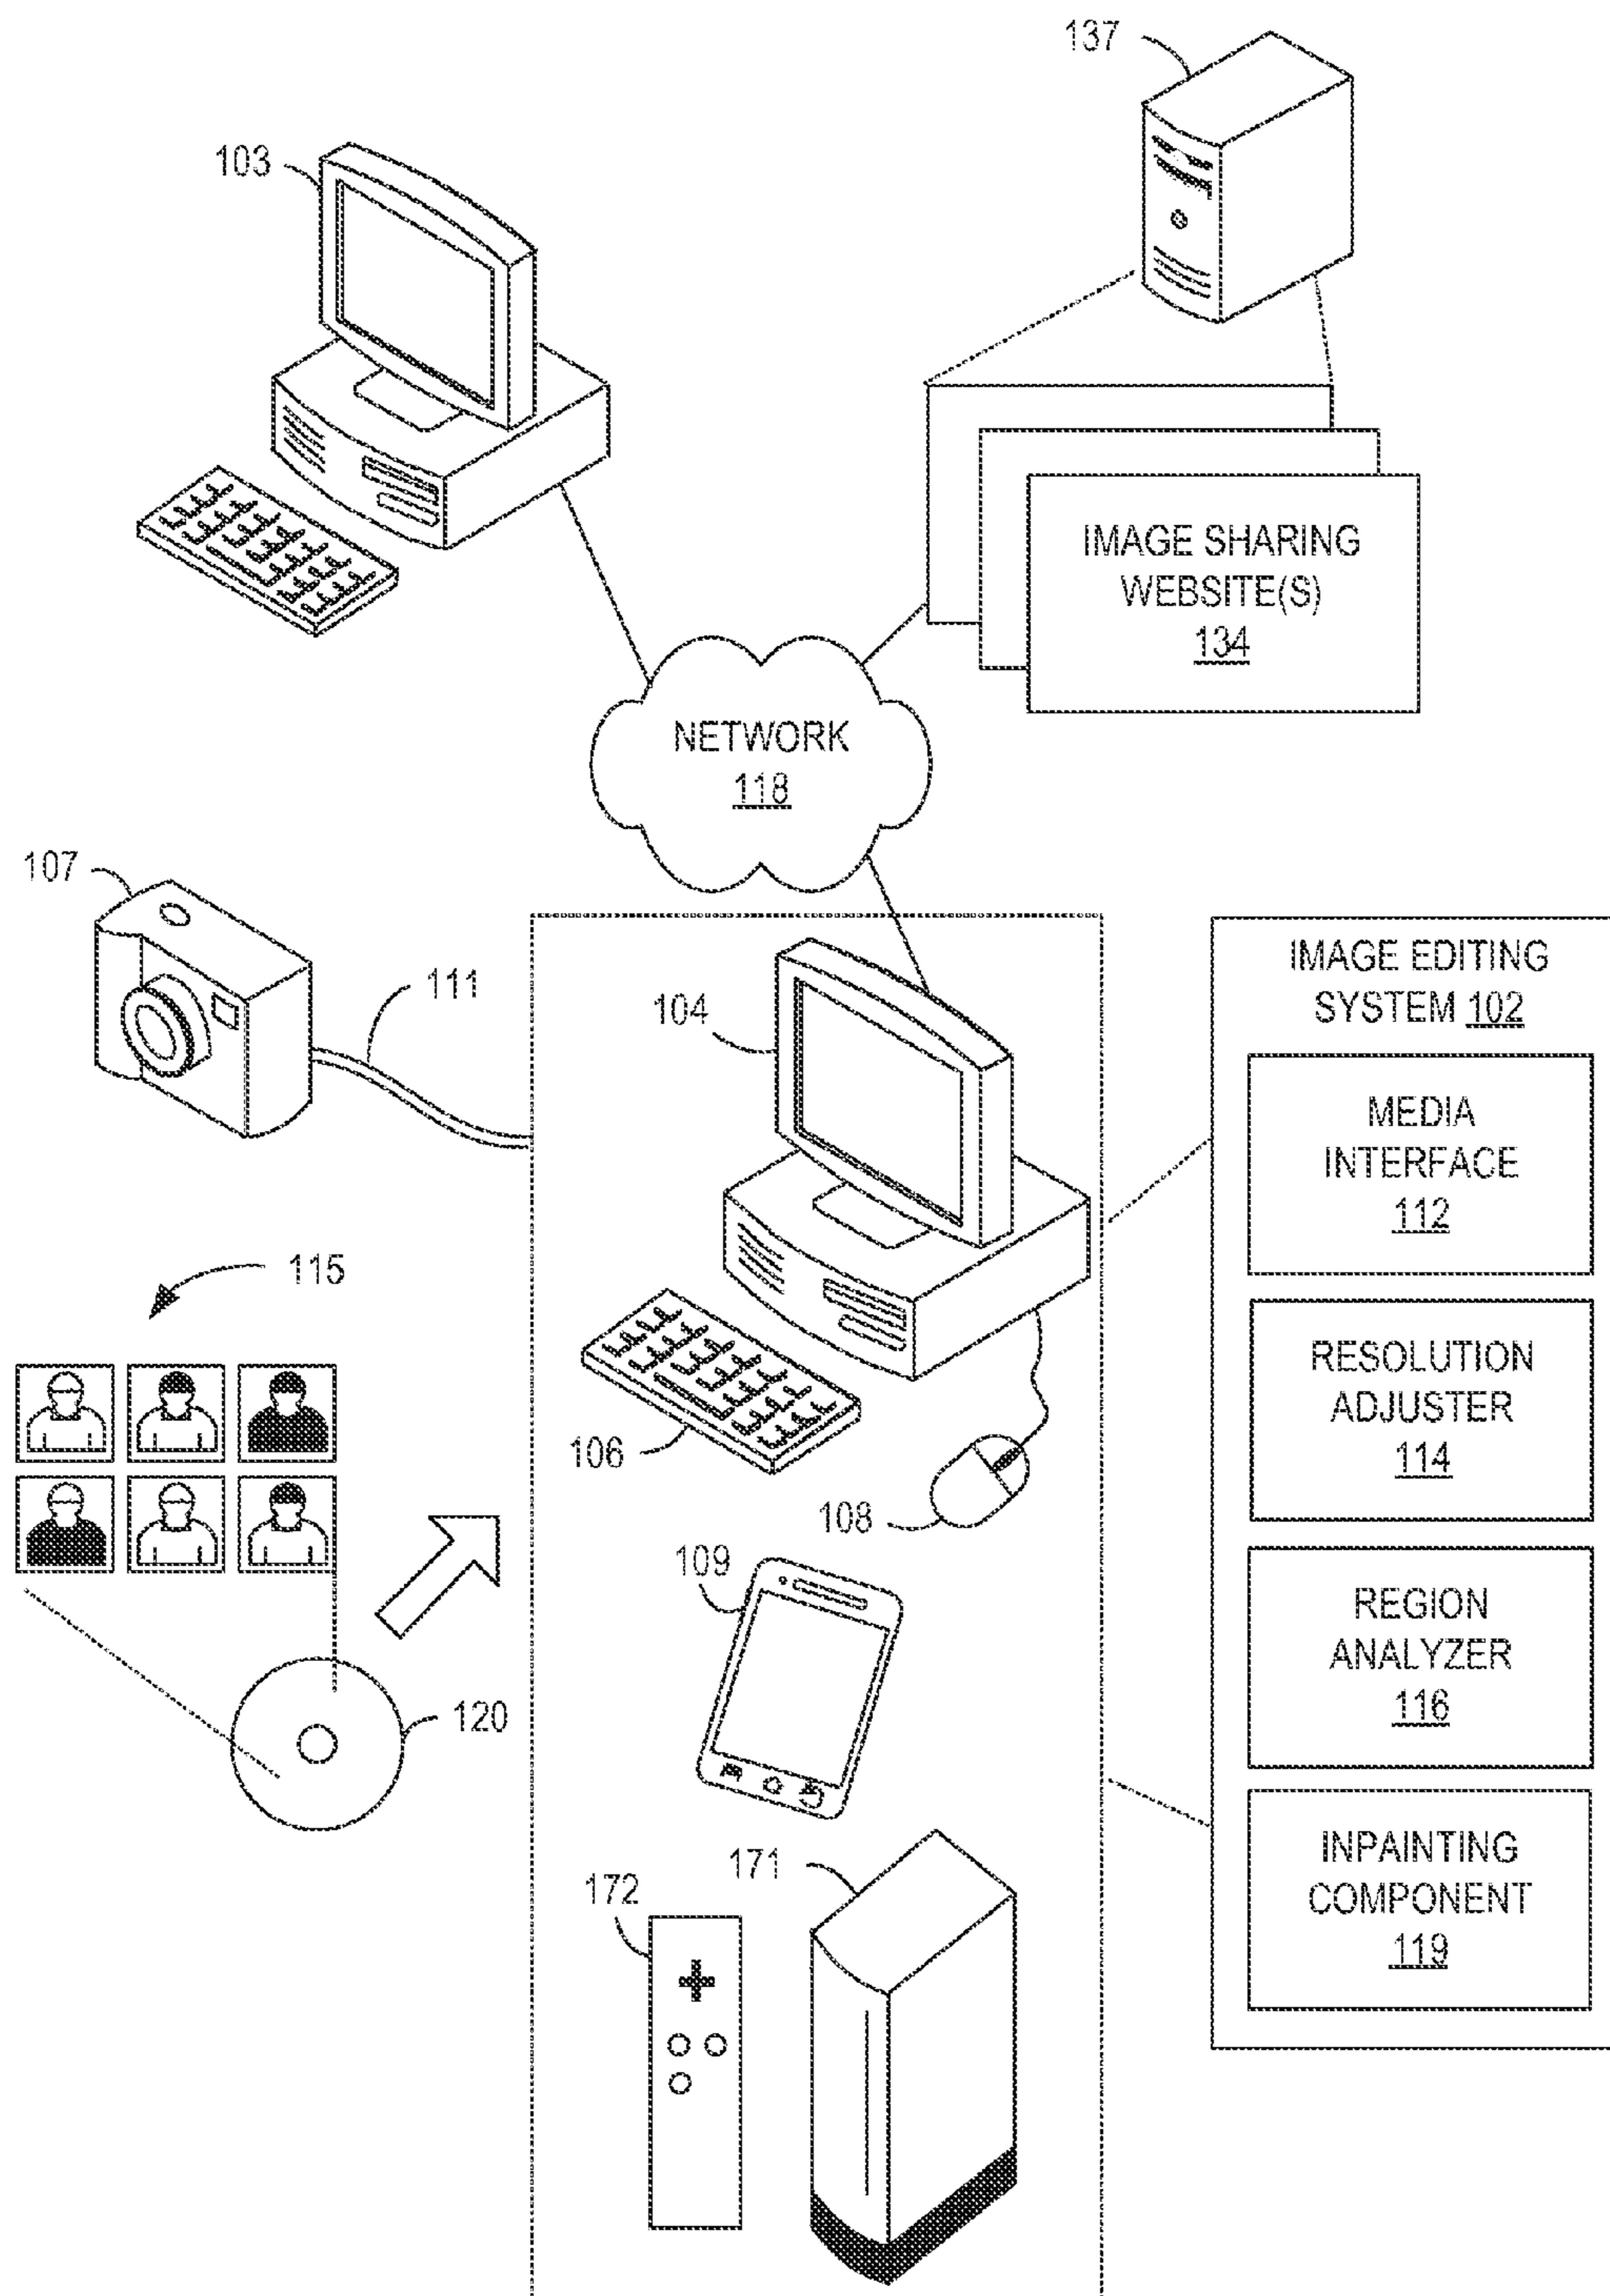 137
103
IMAGE SHARING
WEBSITE(S)
134
NETWORK
118
107
111
104
IMAGE EDITING
SYSTEM 102
MEDIA
INTERFACE
112
115
RESOLUTION
ADJUSTER
114
106
108
109
REGION
ANALYZER
116
120
INPAINTING
COMPONENT
119
172
171